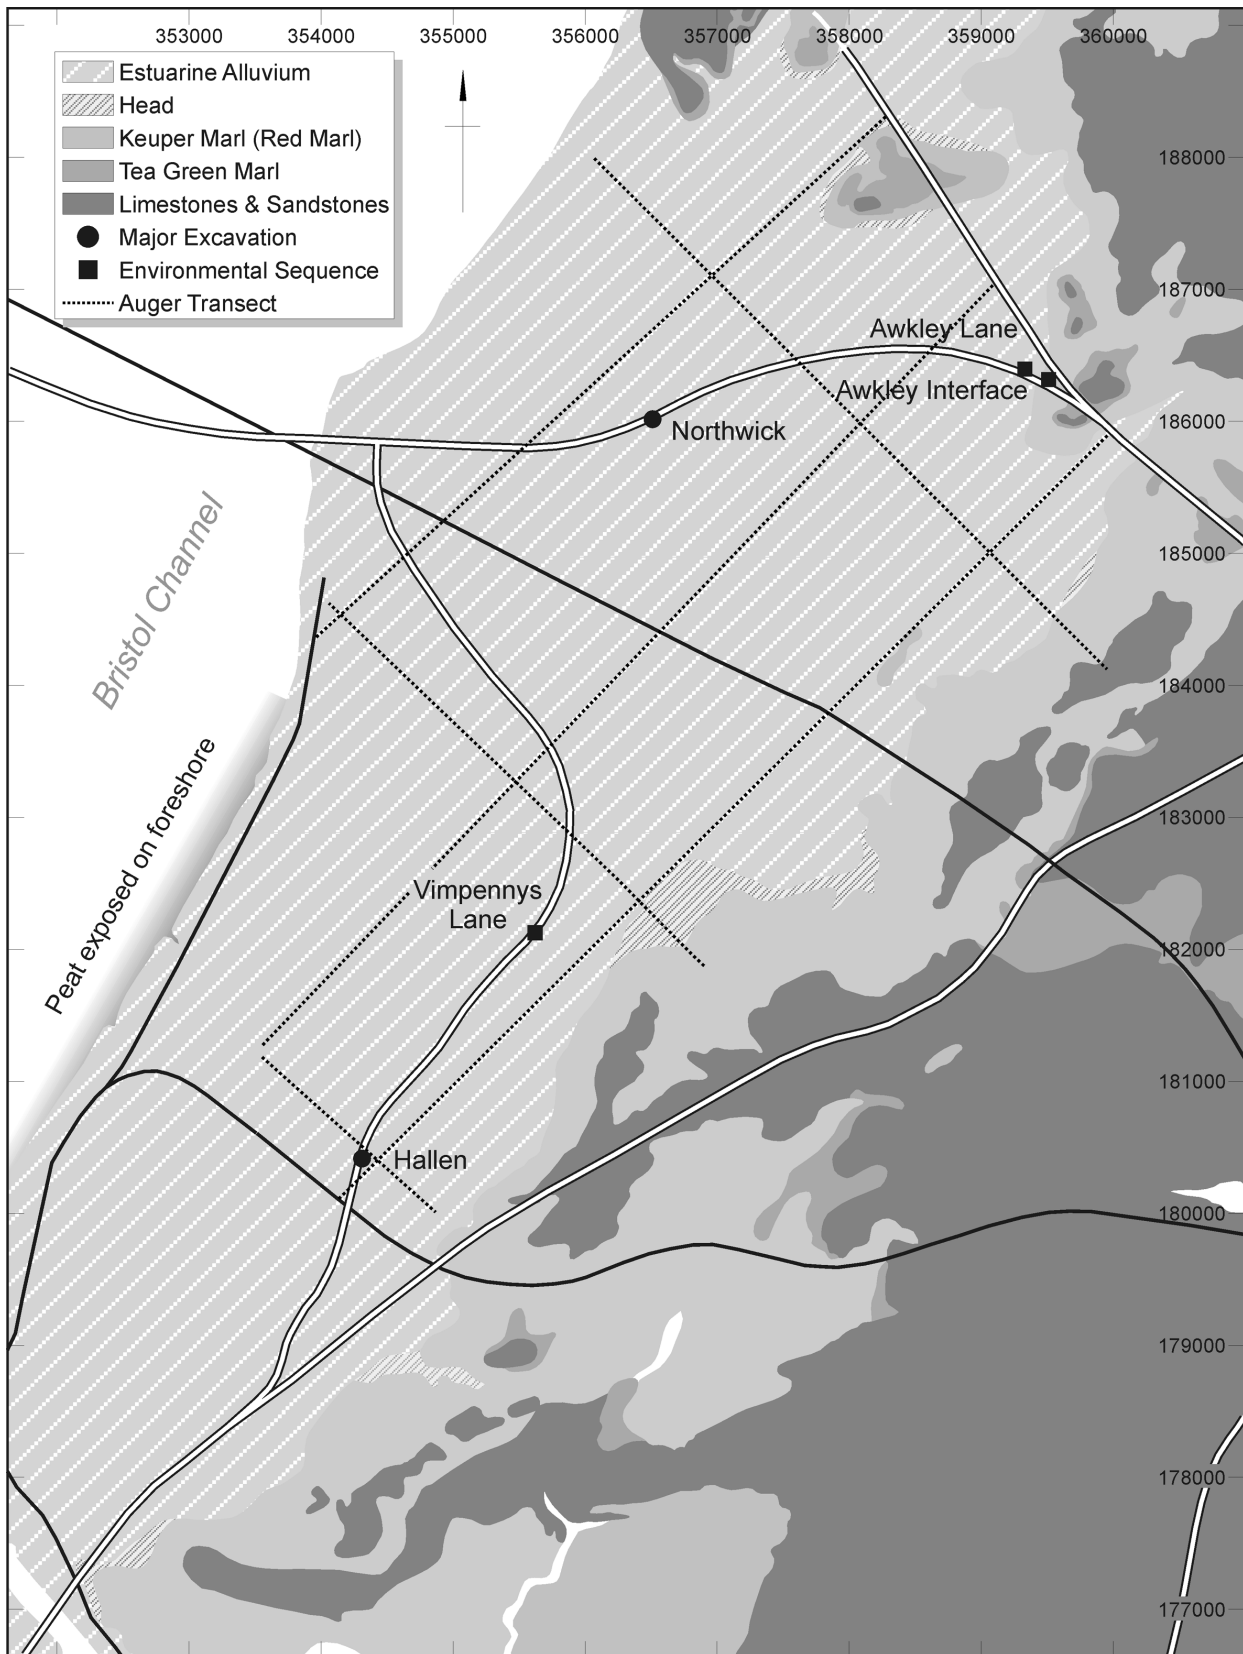 353000 354000 355000 356000 357000 358000 359000 360000
Estuarine Alluvium
Head
Keuper Marl (Red Marl)
Tea Green Marl
Limestones & Sandstones
Major Excavation
Environmental Sequence
Auger Transect
188000
187000
Awkley Lane
Awkley Interface
186000
Northwick
Bristol Channel
185000
184000
Peat exposed on foreshore
183000
Vimpennys
Lane
182000
181000
Hallen
180000
179000
178000
177000